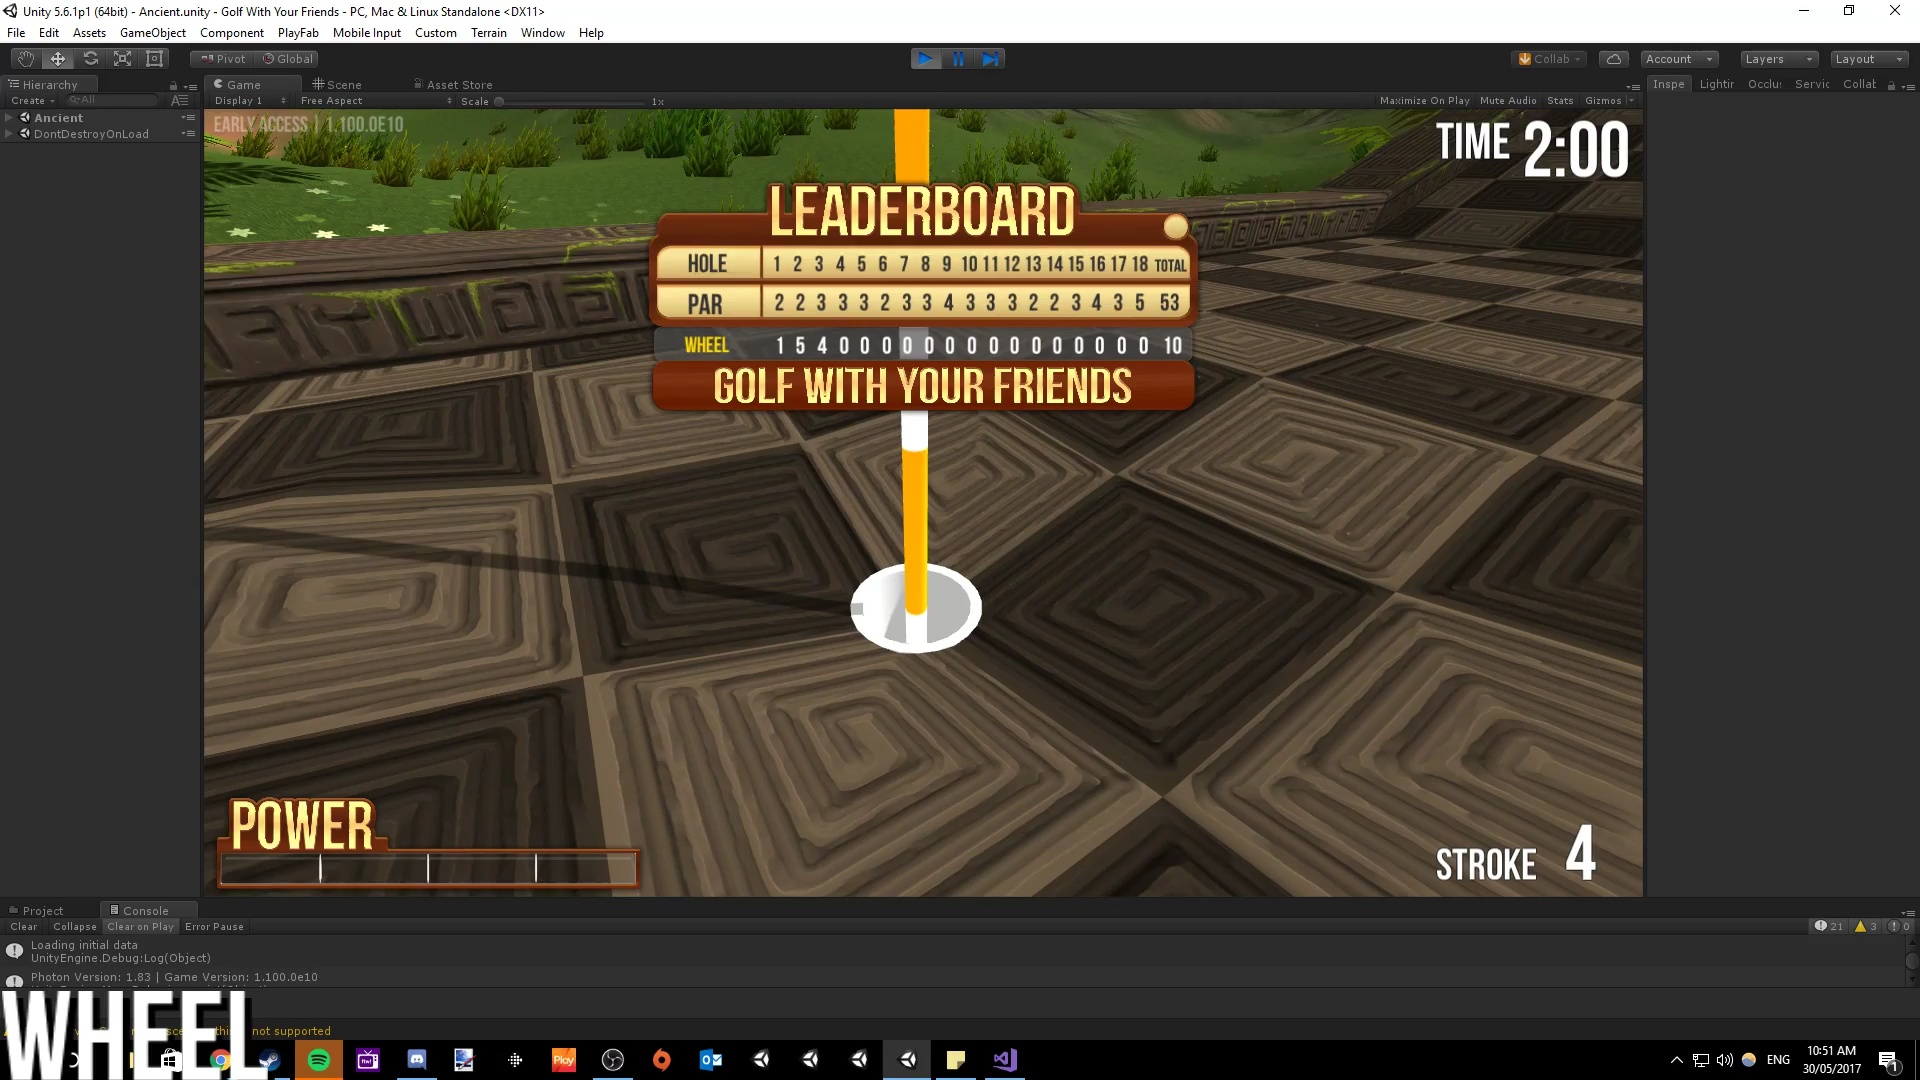 Unity 5.6.1p1 (64bit) - Ancient.unity - Golf With Your Friends - PC, Mac & Linux Standalone <DX11>
File Edit Assets GameObject Component PlayFab Mobile Input Custom Terrain Window Help
Pivot Global Collab Account Layers Layout
Hierarchy Game Scene Asset Store Inspe Lightin Occlu Servic Collab
Create All Display 1 Free Aspect Scale 1x Maximize On Play Mute Audio Stats Gizmos
Ancient
DontDestroyOnLoad
EARLY ACCESS | 1.100.0E10
TIME 2:00
LEADERBOARD
HOLE 1 2 3 4 5 6 7 8 9 10 11 12 13 14 15 16 17 18 TOTAL
PAR 2 2 3 3 3 2 3 3 4 3 3 3 2 2 3 4 3 5 53
WHEEL 1 5 4 0 0 0 0 0 0 0 0 0 0 0 0 0 0 0 10
GOLF WITH YOUR FRIENDS
POWER
STROKE 4
Project Console
Clear Collapse Clear on Play Error Pause 21 3 0
Loading initial data
UnityEngine.Debug:Log(Object)
Photon Version: 1.83 | Game Version: 1.100.0e10
not supported
WHEEL
Play
ENG
10:51 AM
30/05/2017
1